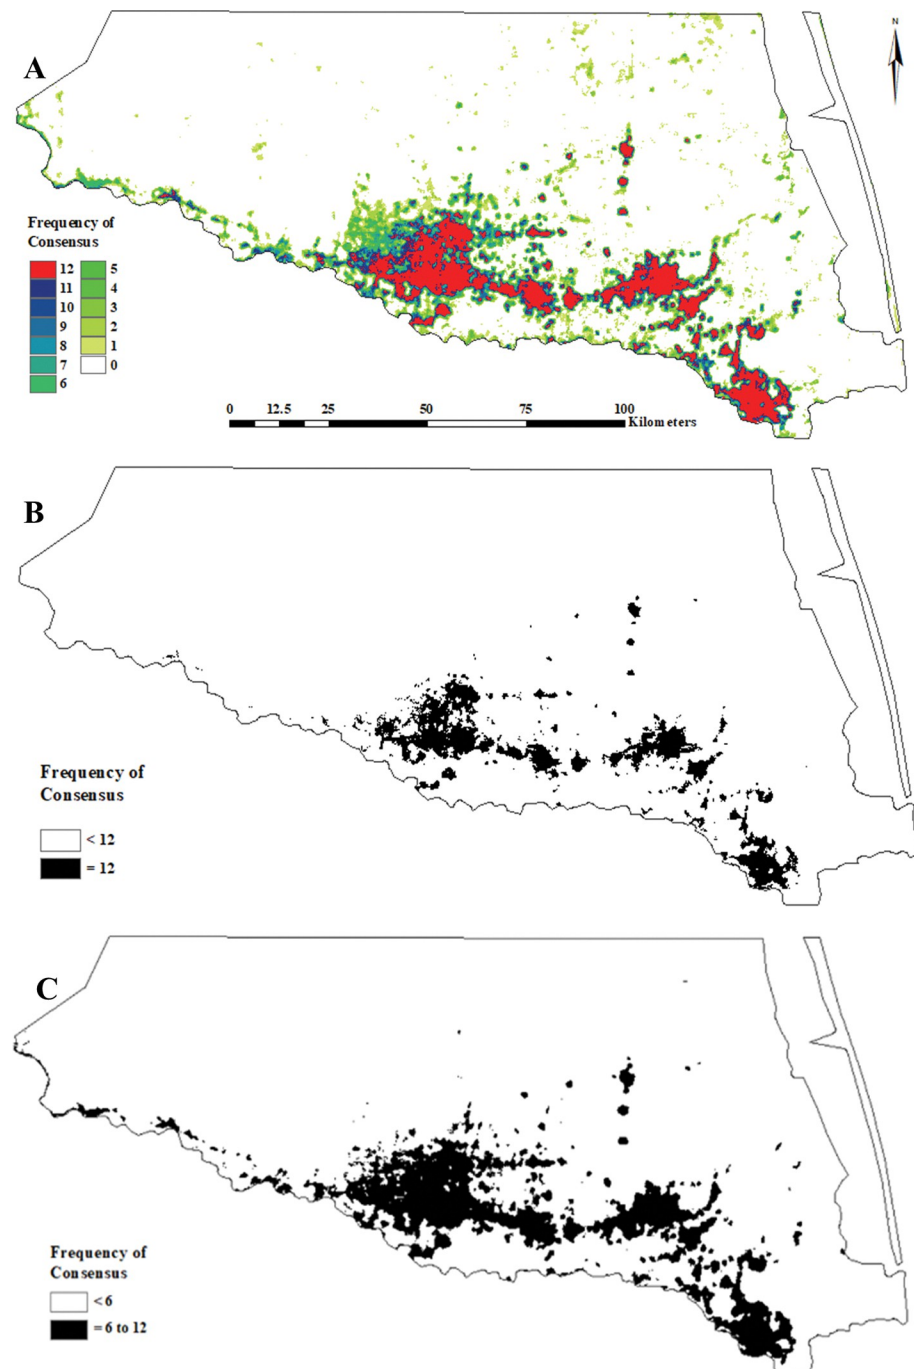 A
N
Frequency of
Consensus
12 5
11 4
10 3
9 2
8 1
7 0
6
0 12.5 25 50 75 100
Kilometers
B
Frequency of
Consensus
< 12
= 12
C
Frequency of
Consensus
< 6
= 6 to 12